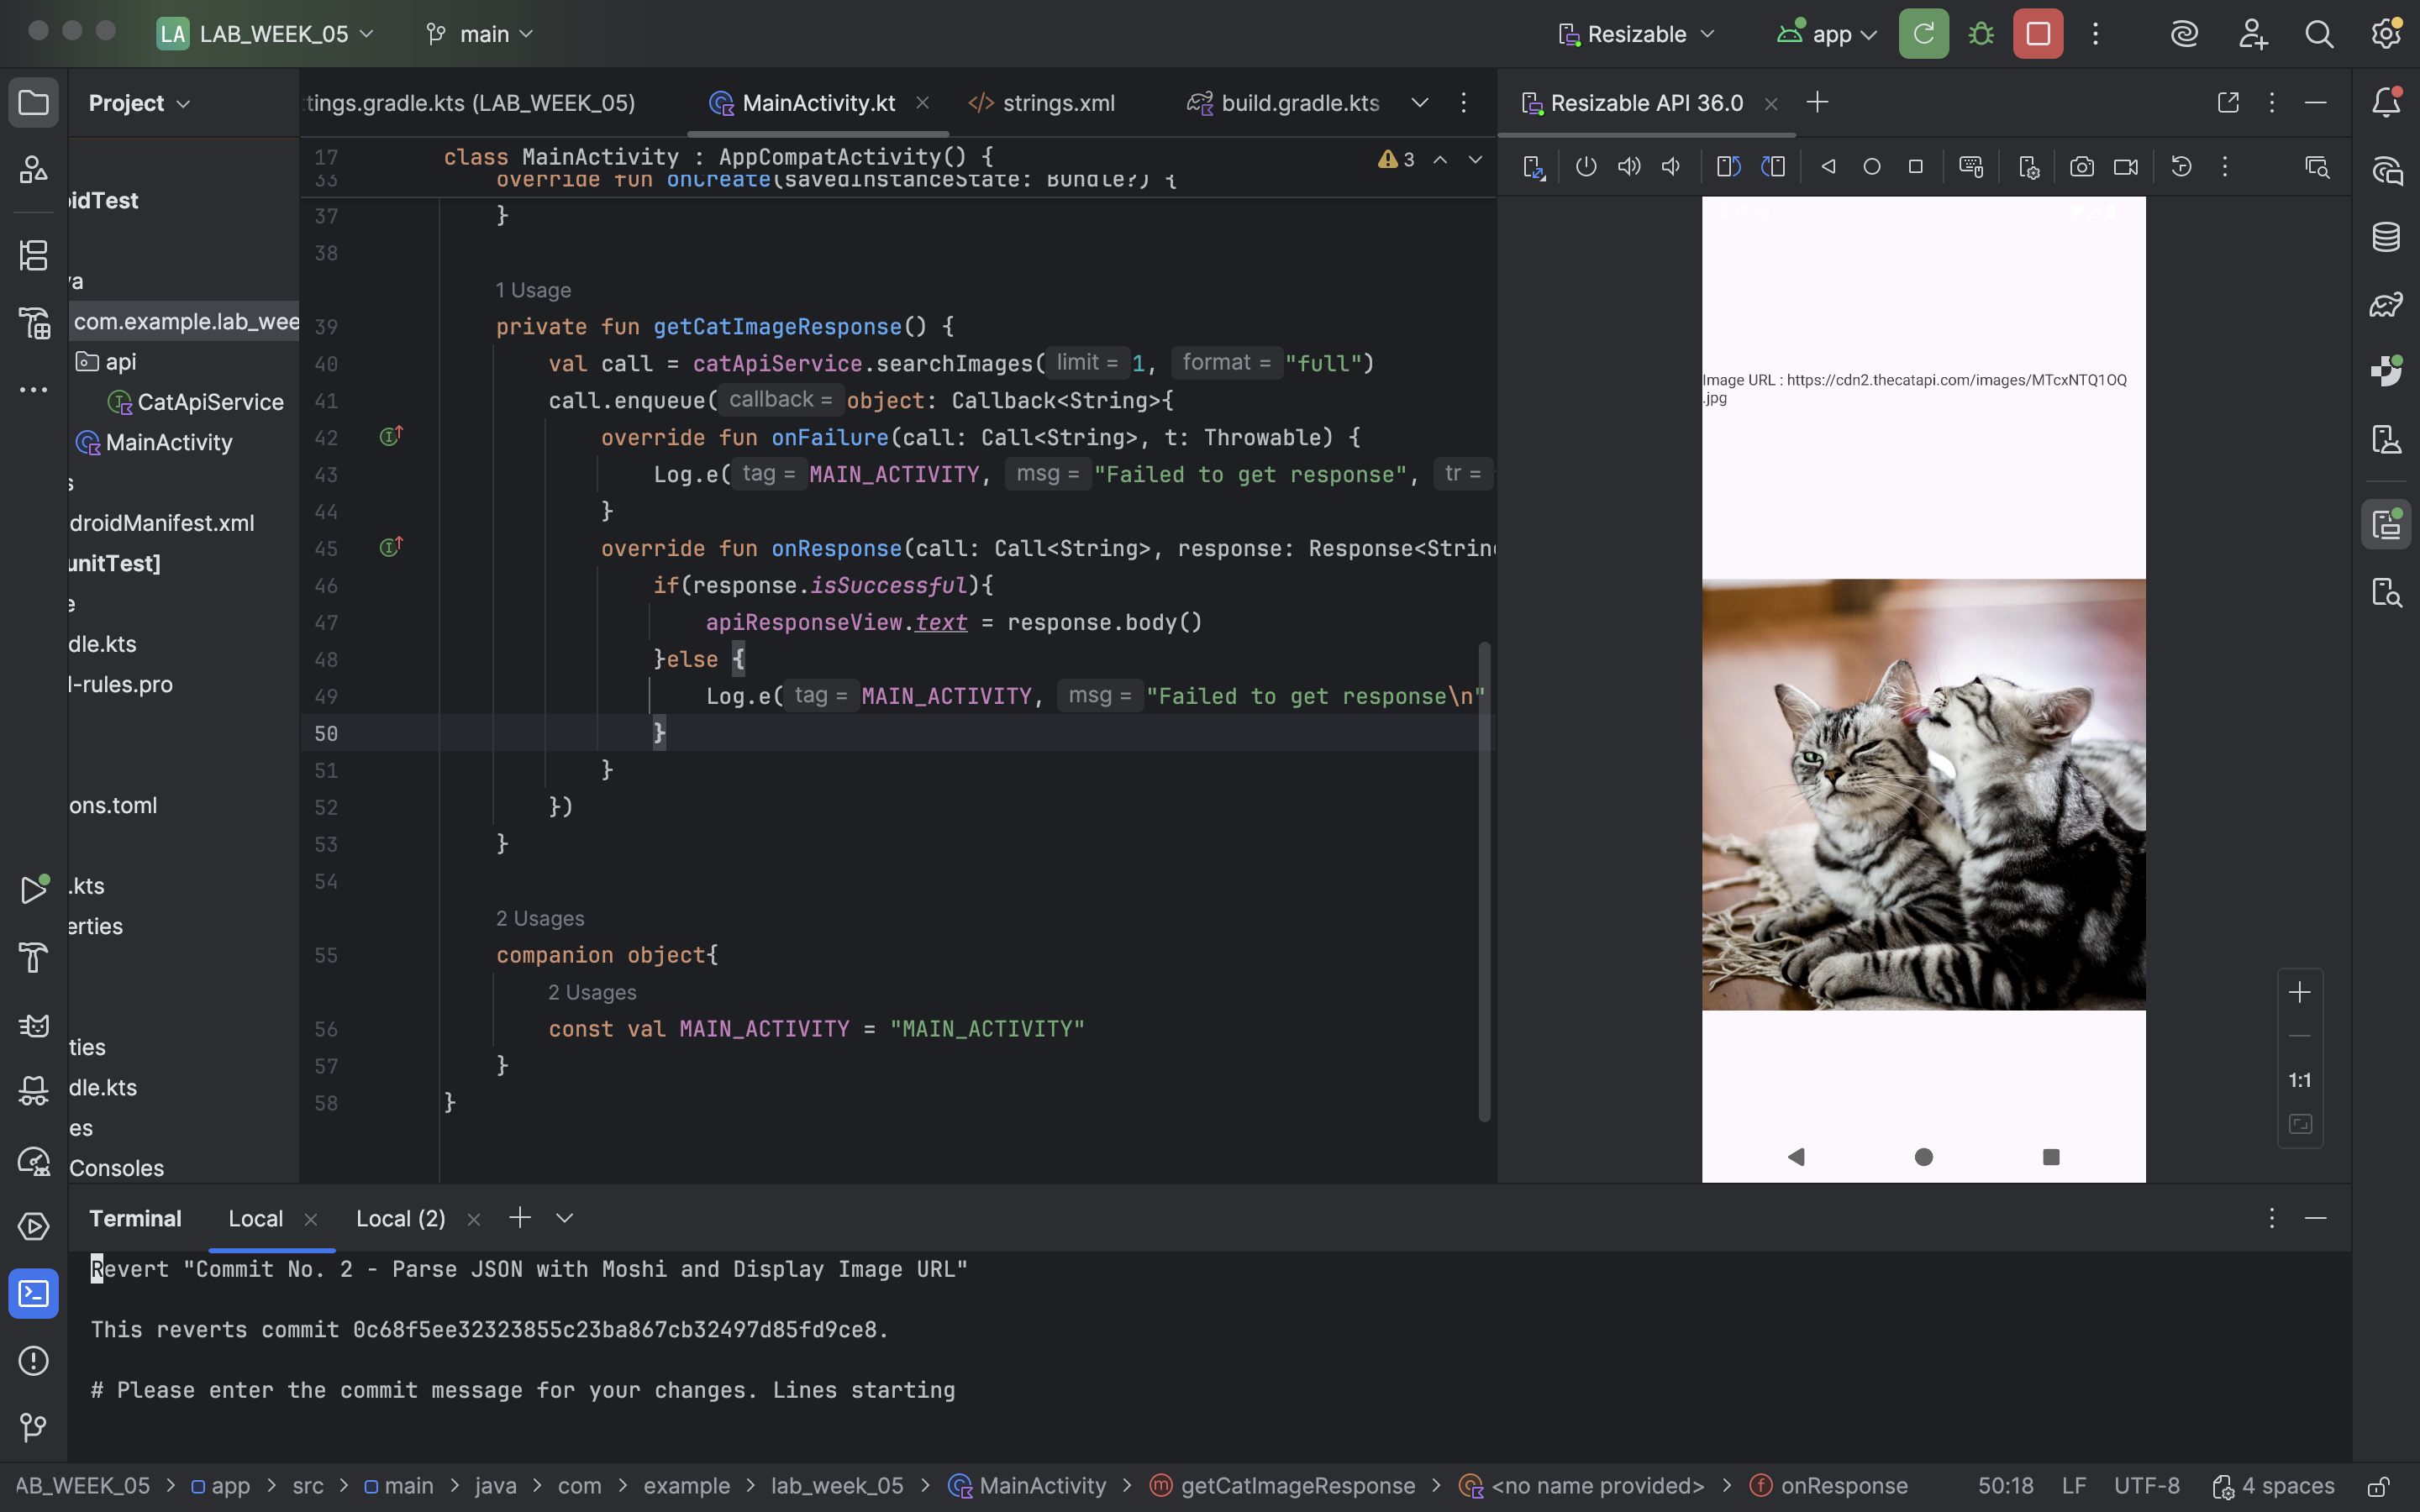 LA LAB_WEEK_05 main Resizable app
Project
tings.gradle.kts (LAB_WEEK_05) MainActivity.kt strings.xml build.gradle.kts Resizable API 36.0
idTest
va
com.example.lab_wee
api
CatApiService
MainActivity
s
droidManifest.xml
unitTest]
e
dle.kts
l-rules.pro
ons.toml
.kts
erties
ties
dle.kts
es
Consoles
17 class MainActivity : AppCompatActivity() {
33 override fun onCreate(savedInstanceState: Bundle?) {
3
37 }
38
1 Usage
39 private fun getCatImageResponse() {
40 val call = catApiService.searchImages( limit = 1, format = "full")
41 call.enqueue( callback = object: Callback<String>{
42 override fun onFailure(call: Call<String>, t: Throwable) {
43 Log.e( tag = MAIN_ACTIVITY, msg = "Failed to get response", tr =
44 }
45 override fun onResponse(call: Call<String>, response: Response<Strin
46 if(response.isSuccessful){
47 apiResponseView.text = response.body()
48 }else {
49 Log.e( tag = MAIN_ACTIVITY, msg = "Failed to get response\n"
50 }
51 }
52 })
53 }
54
2 Usages
55 companion object{
2 Usages
56 const val MAIN_ACTIVITY = "MAIN_ACTIVITY"
57 }
58 }
Image URL : https://cdn2.thecatapi.com/images/MTcxNTQ1OQ
.jpg
1:1
Terminal Local Local (2)
Revert "Commit No. 2 - Parse JSON with Moshi and Display Image URL"
This reverts commit 0c68f5ee32323855c23ba867cb32497d85fd9ce8.
# Please enter the commit message for your changes. Lines starting
AB_WEEK_05 > app > src > main > java > com > example > lab_week_05 > MainActivity > getCatImageResponse > <no name provided> > onResponse 50:18 LF UTF-8 4 spaces